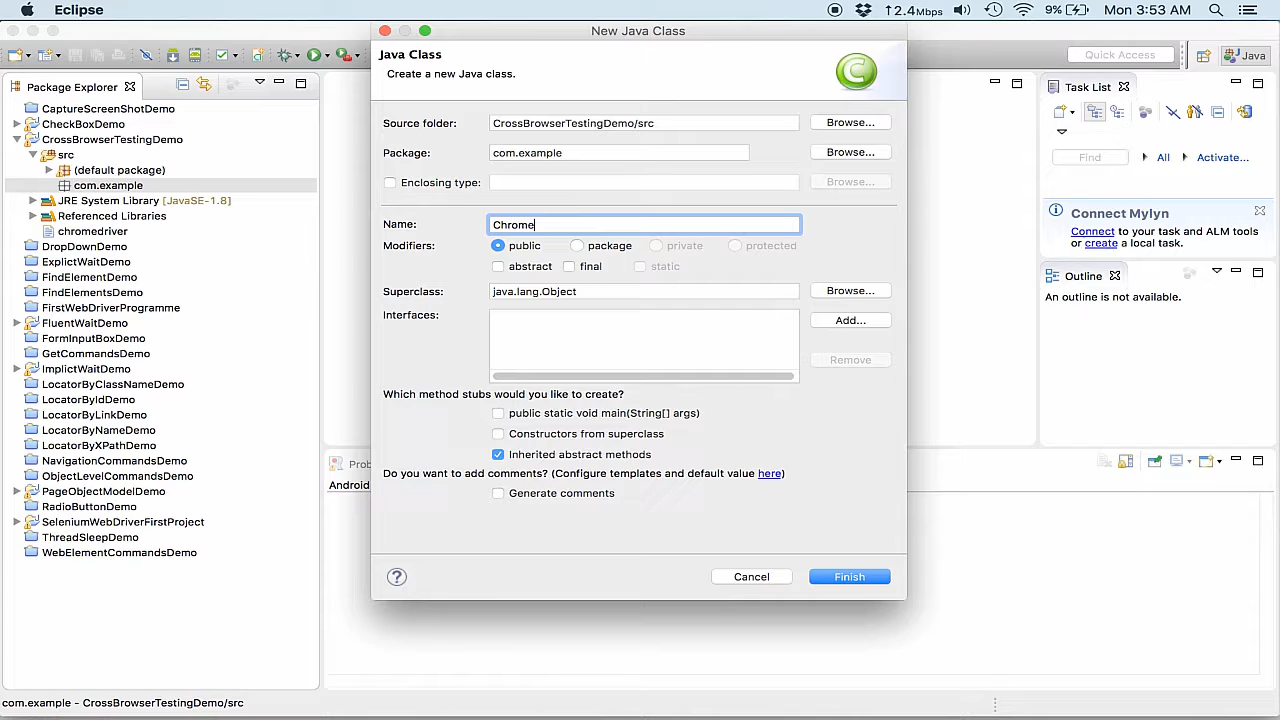 Eclipse 2.4Mbps 9% Mon 3:53 AM
New Java Class
Java Class
Create a new Java class.
Quick Access
Java
Package Explorer
CaptureScreenShotDemo
CheckBoxDemo
CrossBrowserTestingDemo
src
(default package)
com.example
JRE System Library [JavaSE-1.8]
Referenced Libraries
chromedriver
DropDownDemo
ExplictWaitDemo
FindElementDemo
FindElementsDemo
FirstWebDriverProgramme
FluentWaitDemo
FormInputBoxDemo
GetCommandsDemo
ImplictWaitDemo
LocatorByClassNameDemo
LocatorByIdDemo
LocatorByLinkDemo
LocatorByNameDemo
LocatorByXPathDemo
NavigationCommandsDemo
ObjectLevelCommandsDemo
PageObjectModelDemo
RadioButtonDemo
SeleniumWebDriverFirstProject
ThreadSleepDemo
WebElementCommandsDemo
Source folder: CrossBrowserTestingDemo/src Browse...
Package: com.example Browse...
Enclosing type: Browse...
Name: Chrome
Modifiers: public package private protected
abstract final static
Superclass: java.lang.Object Browse...
Interfaces: Add...
Remove
Which method stubs would you like to create?
public static void main(String[] args)
Constructors from superclass
Inherited abstract methods
Do you want to add comments? (Configure templates and default value here)
Generate comments
? Cancel Finish
Prob
Android
Task List
Find All Activate...
Connect Mylyn
Connect to your task and ALM tools
or create a local task.
Outline
An outline is not available.
com.example - CrossBrowserTestingDemo/src